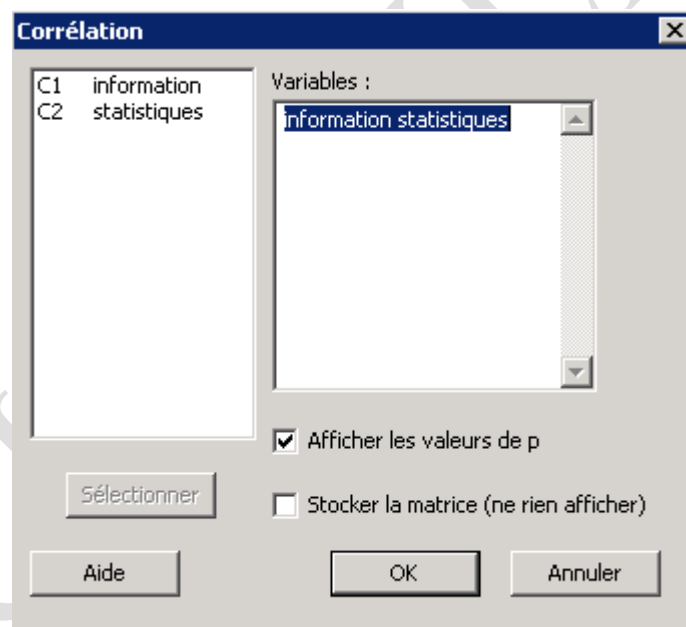 Corrélation
C1 information
C2 statistiques
Variables :
information statistiques
Afficher les valeurs de p
Sélectionner
Stocker la matrice (ne rien afficher)
Aide
OK
Annuler